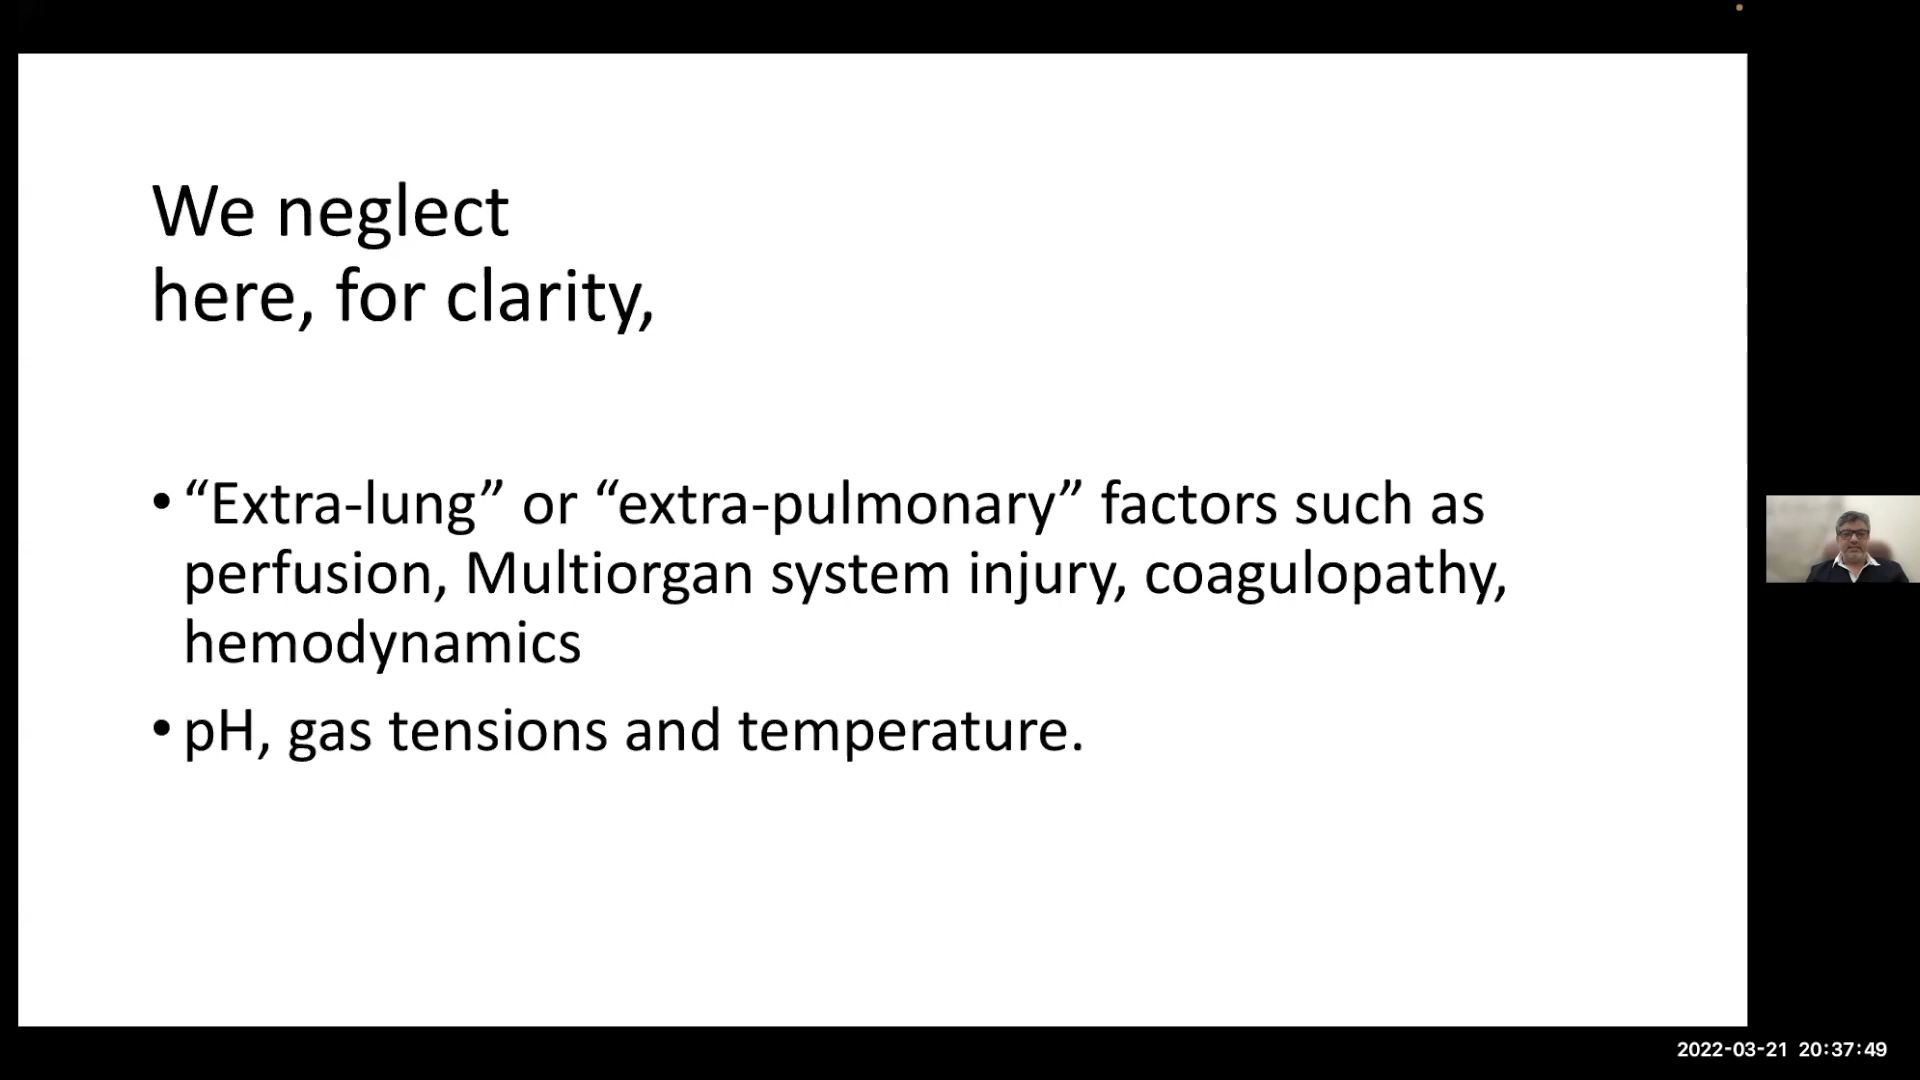 We neglect
here, for clarity,
• “Extra-lung” or “extra-pulmonary” factors such as
perfusion, Multiorgan system injury, coagulopathy,
hemodynamics
• pH, gas tensions and temperature.
2022-03-21 20:37:49